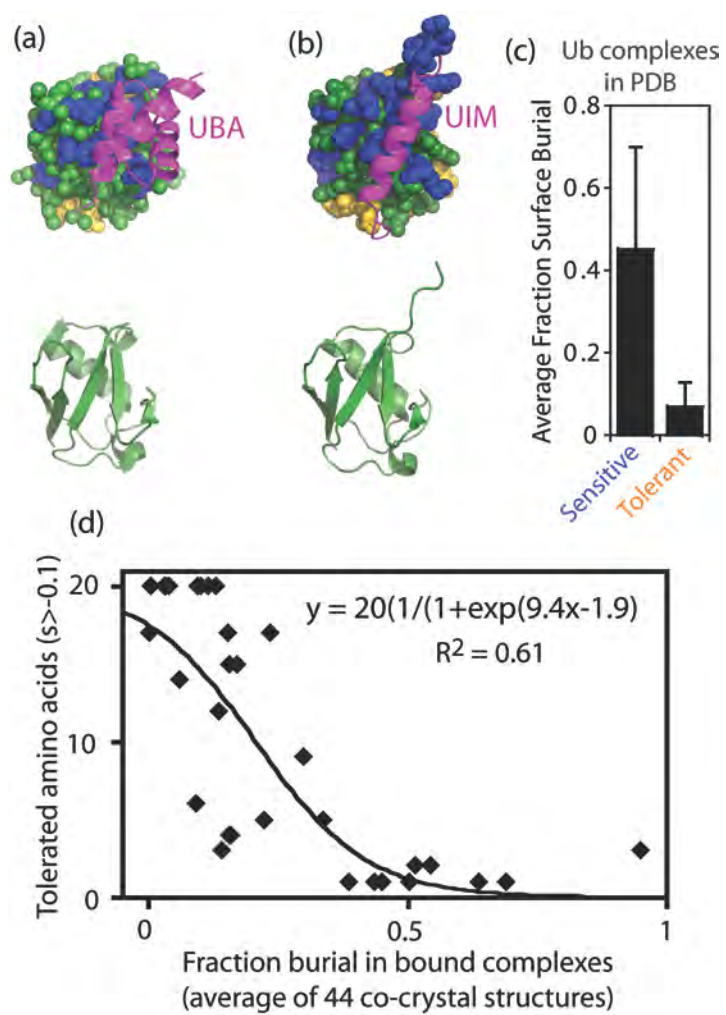 (a)
(b)
(c)
UBA
UIM
Ub complexes
in PDB
Average Fraction Surface Burial
0.8
0.6
0.4
0.2
0
Sensitive
Tolerant
(d)
Tolerated amino acids (s>-0.1)
20
10
0
y = 20(1/(1+exp(9.4x-1.9)
R² = 0.61
0
0.5
1
Fraction burial in bound complexes
(average of 44 co-crystal structures)